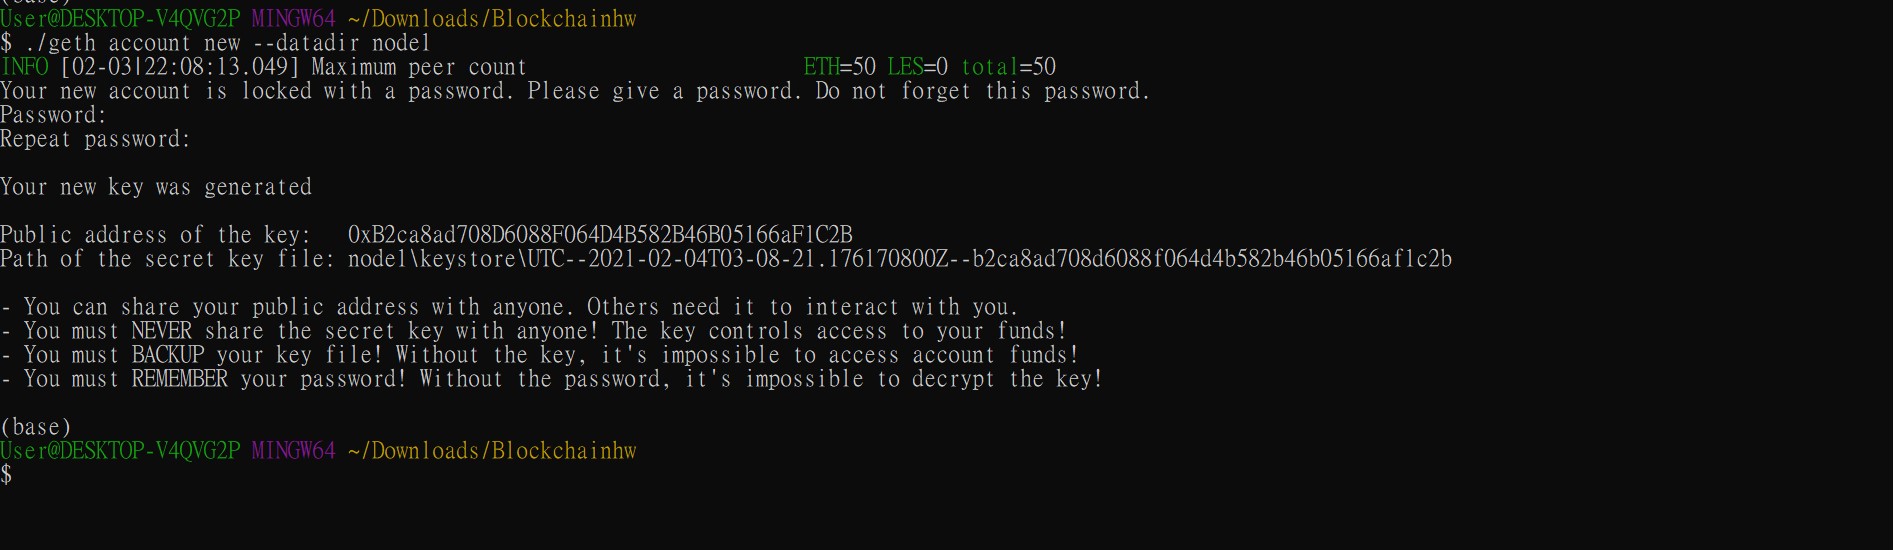 (base)
User@DESKTOP-V4QVG2P MINGW64 ~/Downloads/Blockchainhw
$ ./geth account new --datadir node1
INFO [02-03|22:08:13.049] Maximum peer count ETH=50 LES=0 total=50
Your new account is locked with a password. Please give a password. Do not forget this password.
Password:
Repeat password:
Your new key was generated
Public address of the key: 0xB2ca8ad708D6088F064D4B582B46B05166aF1C2B
Path of the secret key file: node1\keystore\UTC--2021-02-04T03-08-21.176170800Z--b2ca8ad708d6088f064d4b582b46b05166af1c2b
- You can share your public address with anyone. Others need it to interact with you.
- You must NEVER share the secret key with anyone! The key controls access to your funds!
- You must BACKUP your key file! Without the key, it's impossible to access account funds!
- You must REMEMBER your password! Without the password, it's impossible to decrypt the key!
(base)
User@DESKTOP-V4QVG2P MINGW64 ~/Downloads/Blockchainhw
$